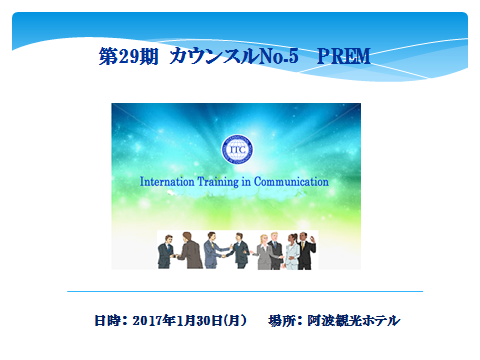 第29期 カウンスルNo.5 PREM
ITC
Internation Training in Communication
日時：2017年1月30日(月) 場所：阿波観光ホテル